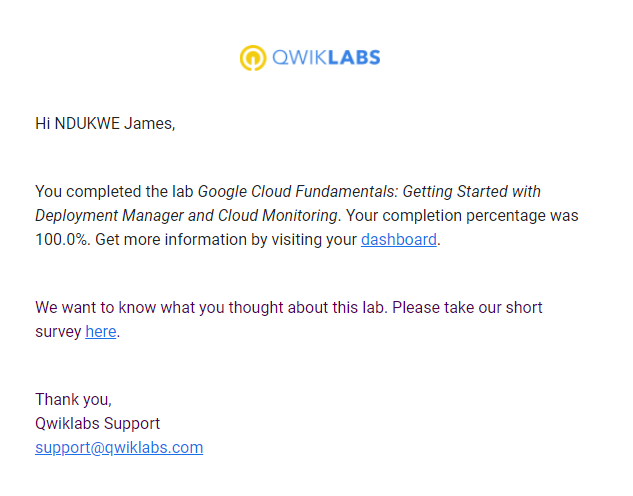 QWIKLABS
Hi NDUKWE James,
You completed the lab Google Cloud Fundamentals: Getting Started with
Deployment Manager and Cloud Monitoring. Your completion percentage was
100.0%. Get more information by visiting your dashboard.
We want to know what you thought about this lab. Please take our short
survey here.
Thank you,
Qwiklabs Support
support@qwiklabs.com